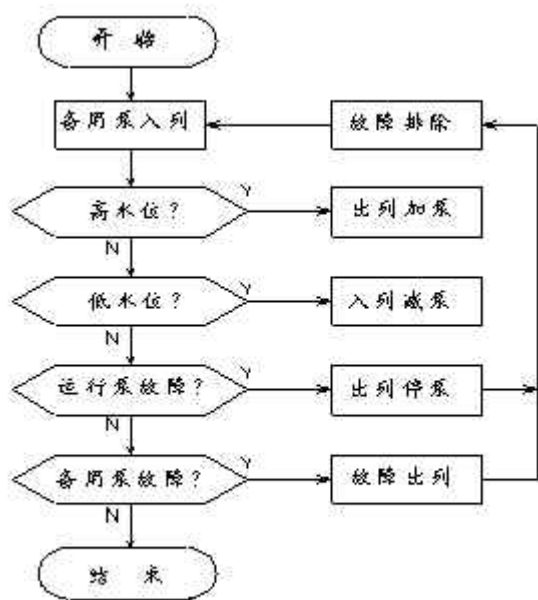 开 始
备用泵入列
故障排除
高水位?
Y
出列加泵
N
低水位?
Y
入列减泵
N
运行泵故障?
Y
出列停泵
N
备用泵故障?
Y
故障出列
N
结 束